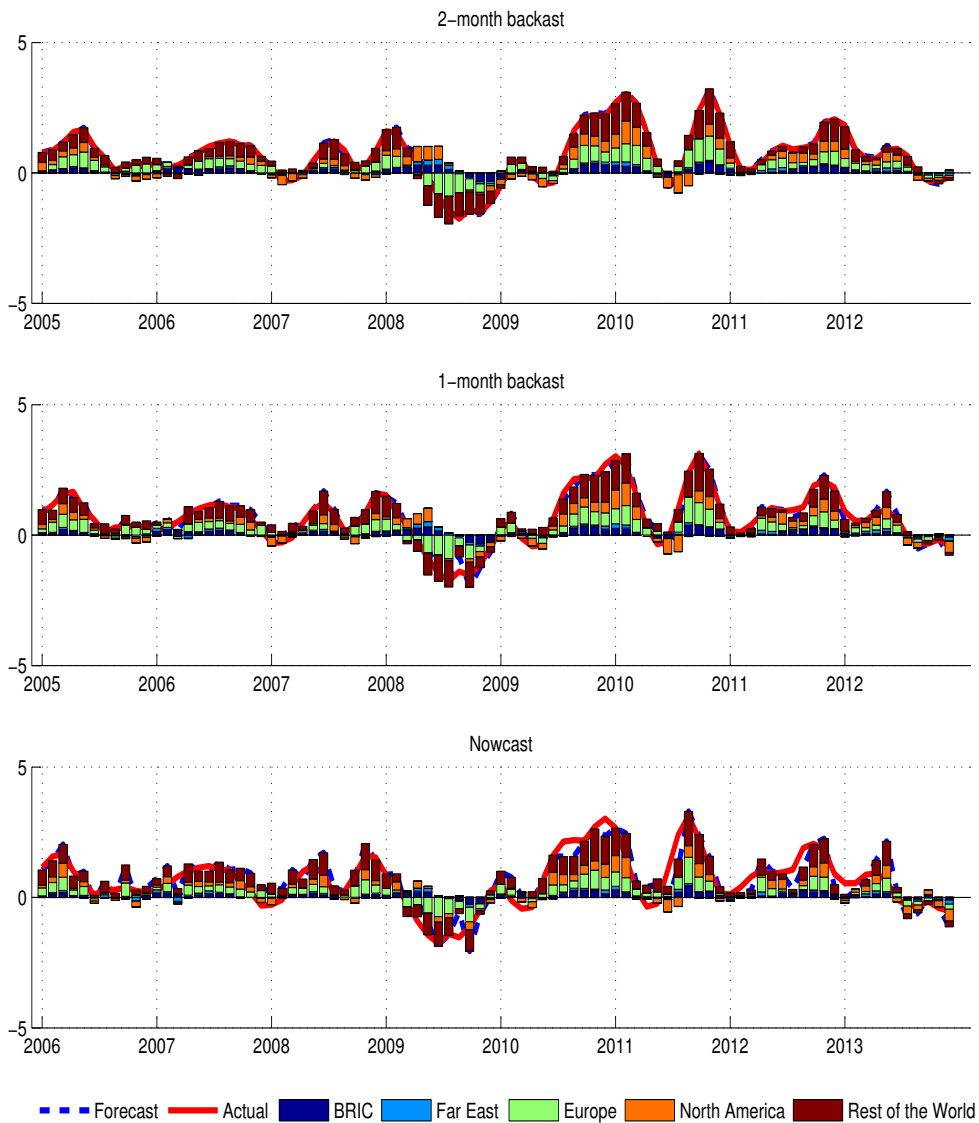 2−month backast
5
0
−5
2005 2006 2007 2008 2009 2010 2011 2012
1−month backast
5
0
−5
2005 2006 2007 2008 2009 2010 2011 2012
Nowcast
5
0
−5
2006 2007 2008 2009 2010 2011 2012 2013
Forecast Actual BRIC Far East Europe North America Rest of the World